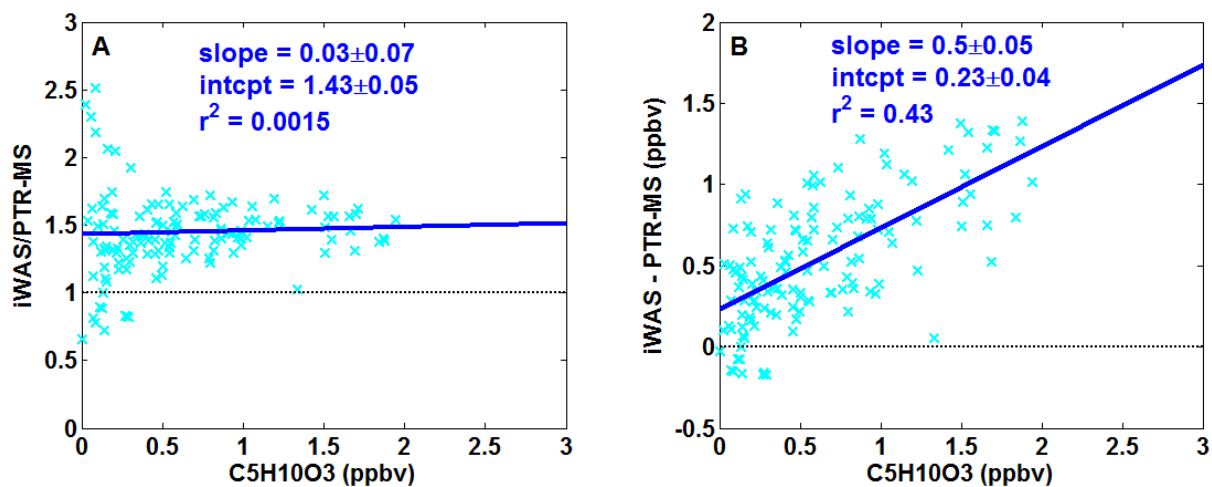 A
slope = 0.03±0.07
intcpt = 1.43±0.05
r² = 0.0015
iWAS/PTR-MS
3
2.5
2
1.5
1
0.5
0
0 0.5 1 1.5 2 2.5 3
C5H10O3 (ppbv)
B
slope = 0.5±0.05
intcpt = 0.23±0.04
r² = 0.43
iWAS - PTR-MS (ppbv)
2
1.5
1
0.5
0
-0.5
0 0.5 1 1.5 2 2.5 3
C5H10O3 (ppbv)